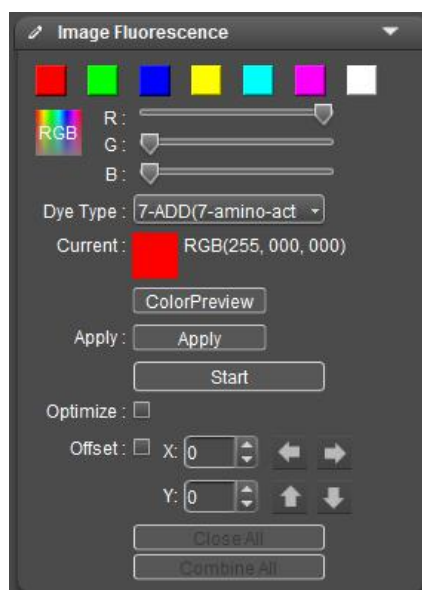 Image Fluorescence
RGB
R :
G :
B :
Dye Type : 7-ADD(7-amino-act
Current : RGB(255, 000, 000)
ColorPreview
Apply : Apply
Start
Optimize :
Offset : X: 0
Y: 0
Close All
Combine All